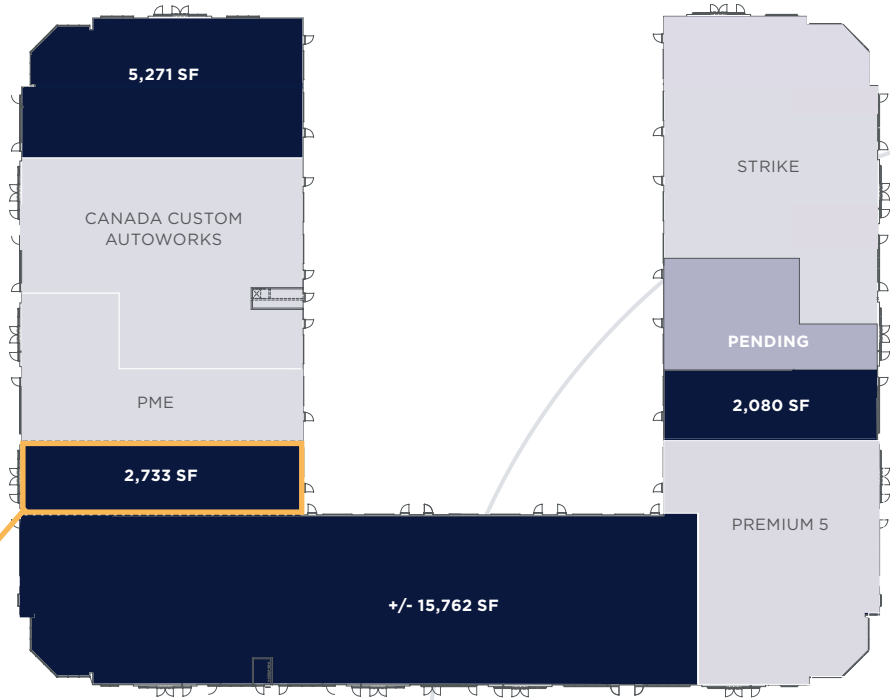 5,271 SF
CANADA CUSTOM
AUTOWORKS
PME
2,733 SF
+/- 15,762 SF
STRIKE
PENDING
2,080 SF
PREMIUM 5